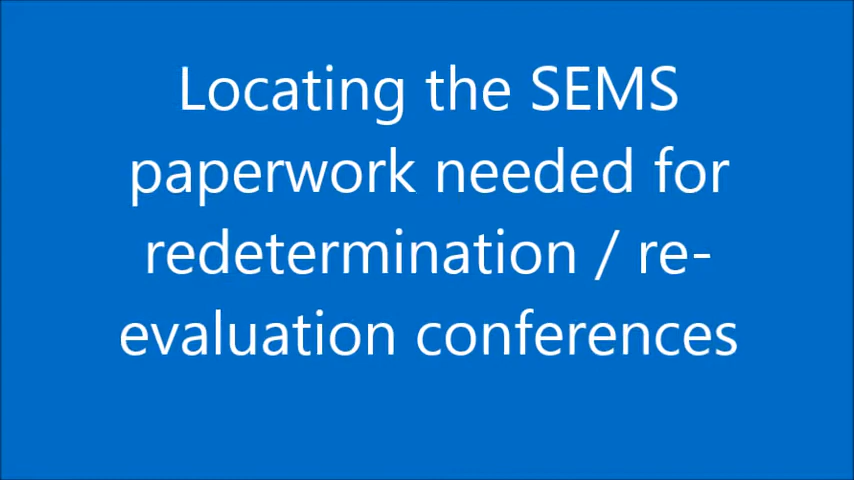 Locating the SEMS
paperwork needed for
redetermination / re-
evaluation conferences